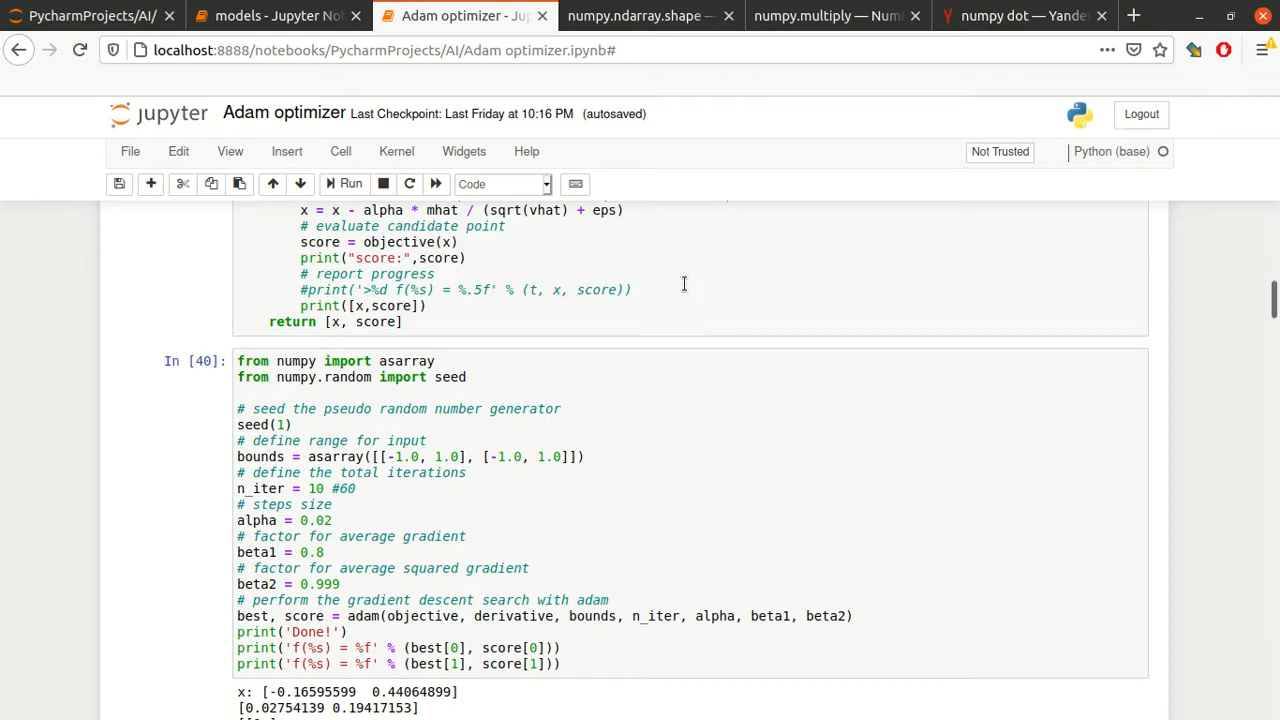 PycharmProjects/AI/
models - Jupyter Not
Adam optimizer - Jup
numpy.ndarray.shape —
numpy.multiply — Num
numpy dot — Yandex
localhost:8888/notebooks/PycharmProjects/AI/Adam optimizer.ipynb#
jupyter
Adam optimizer Last Checkpoint: Last Friday at 10:16 PM (autosaved)
Logout
File Edit View Insert Cell Kernel Widgets Help
Not Trusted
Python (base)
Run
Code
x = x - alpha * mhat / (sqrt(vhat) + eps)
# evaluate candidate point
score = objective(x)
print("score:",score)
# report progress
#print('>%d f(%s) = %.5f' % (t, x, score))
print([x,score])
return [x, score]
In [40]:
from numpy import asarray
from numpy.random import seed
# seed the pseudo random number generator
seed(1)
# define range for input
bounds = asarray([[-1.0, 1.0], [-1.0, 1.0]])
# define the total iterations
n_iter = 10 #60
# steps size
alpha = 0.02
# factor for average gradient
beta1 = 0.8
# factor for average squared gradient
beta2 = 0.999
# perform the gradient descent search with adam
best, score = adam(objective, derivative, bounds, n_iter, alpha, beta1, beta2)
print('Done!')
print('f(%s) = %f' % (best[0], score[0]))
print('f(%s) = %f' % (best[1], score[1]))
x: [-0.16595599 0.44064899]
[0.02754139 0.19417153]